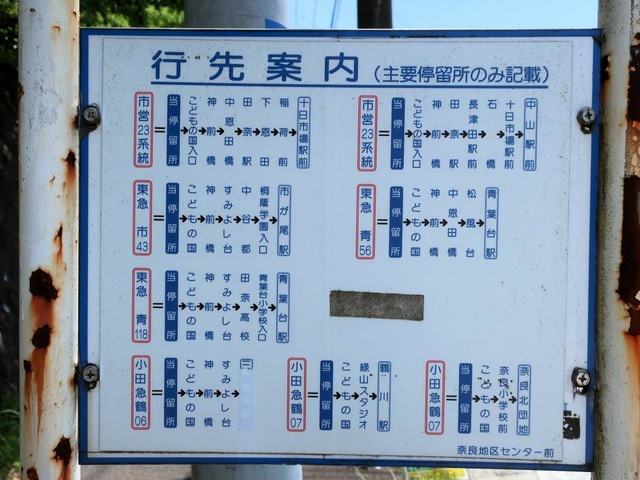 行先案内(主要停留所のみ記載)
市営23系統=当停留所→こどもの国入口→神前橋→中恩田橋→田奈駅→下恩田→稲荷前→十日市場駅前
市営23系統=当停留所→こどもの国入口→神前橋→田奈駅→長津田駅前→石橋→十日市場駅前→中山駅前
東急 市43=当停留所→こどもの国→神前橋→すみよし台→中谷都→桐蔭学園入口→市が尾駅
東急 青56=当停留所→こどもの国→神前橋→中恩田橋→松風台→青葉台駅
東急 青118=当停留所→こどもの国→神前橋→すみよし台→田奈高校→青葉台小学校入口→青葉台駅
小田急鶴06=当停留所→こどもの国→神前橋→すみよし台→三
小田急鶴07=当停留所→こどもの国→緑山スタジオ→鶴川駅
小田急鶴07=当停留所→こどもの国→奈良小学校前→奈良北団地
奈良地区センター前